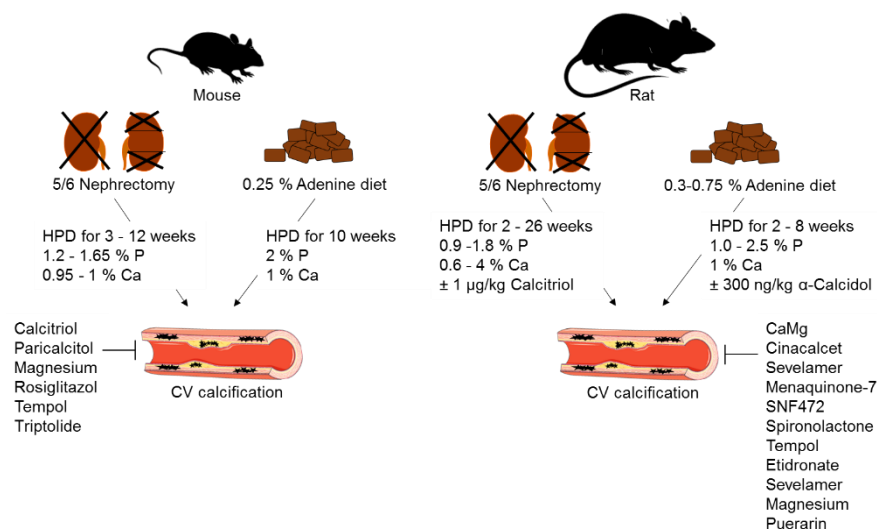 Mouse
5/6 Nephrectomy
0.25 % Adenine diet
HPD for 3 - 12 weeks
1.2 - 1.65 % P
0.95 - 1 % Ca
HPD for 10 weeks
2 % P
1 % Ca
Calcitriol
Paricalcitol
Magnesium
Rosiglitazol
Tempol
Triptolide
CV calcification
Rat
5/6 Nephrectomy
0.3-0.75 % Adenine diet
HPD for 2 - 26 weeks
0.9 -1.8 % P
0.6 - 4 % Ca
± 1 µg/kg Calcitriol
HPD for 2 - 8 weeks
1.0 - 2.5 % P
1 % Ca
± 300 ng/kg α-Calcidol
CV calcification
CaMg
Cinacalcet
Sevelamer
Menaquinone-7
SNF472
Spironolactone
Tempol
Etidronate
Sevelamer
Magnesium
Puerarin